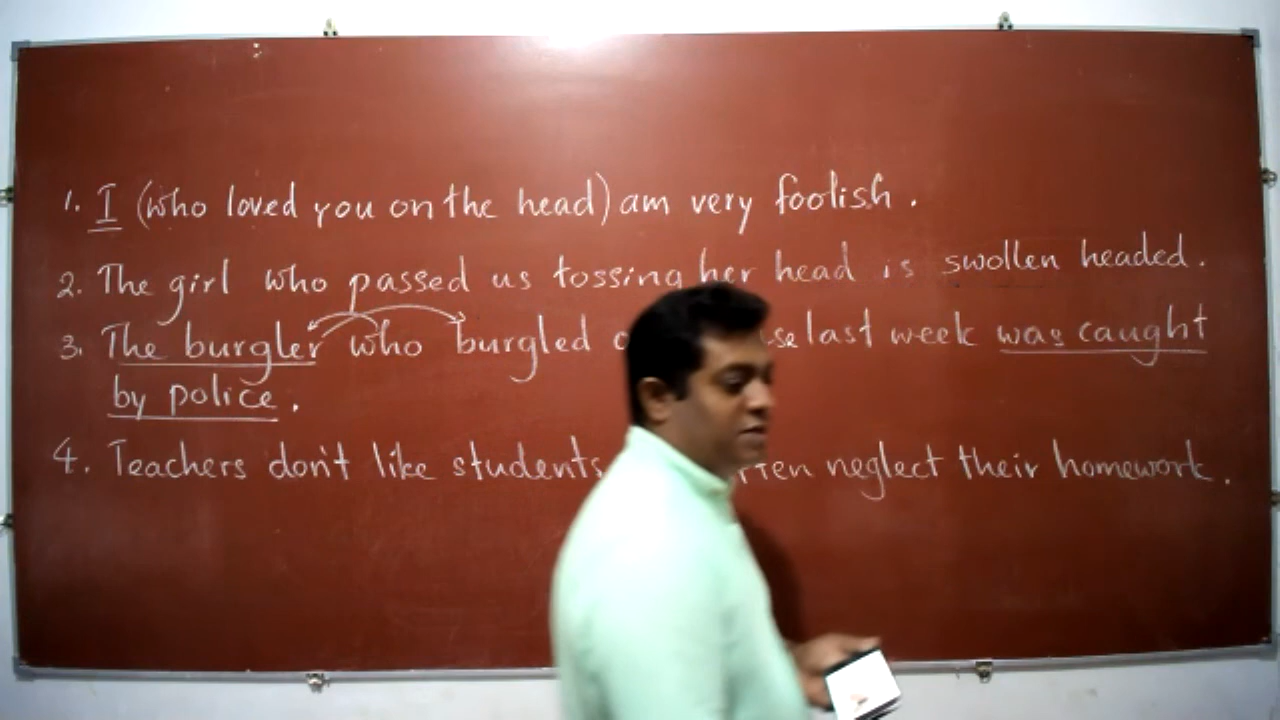 1. I (who loved you on the head) am very foolish.
2. The girl who passed us tossing her head is swollen headed.
3. The burgler who burgled last week was caught
by police.
4. Teachers don't like students neglect their homework.